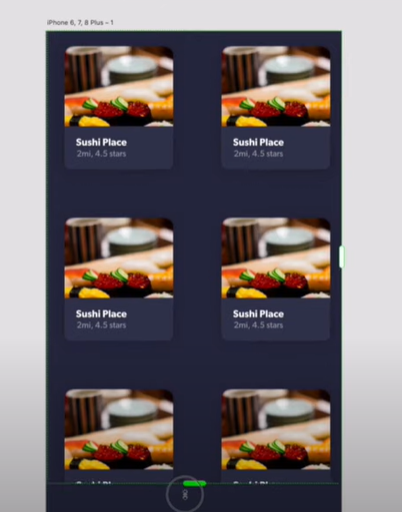 iPhone 6, 7, 8 Plus – 1
Sushi Place
2mi, 4.5 stars
Sushi Place
2mi, 4.5 stars
Sushi Place
2mi, 4.5 stars
Sushi Place
2mi, 4.5 stars